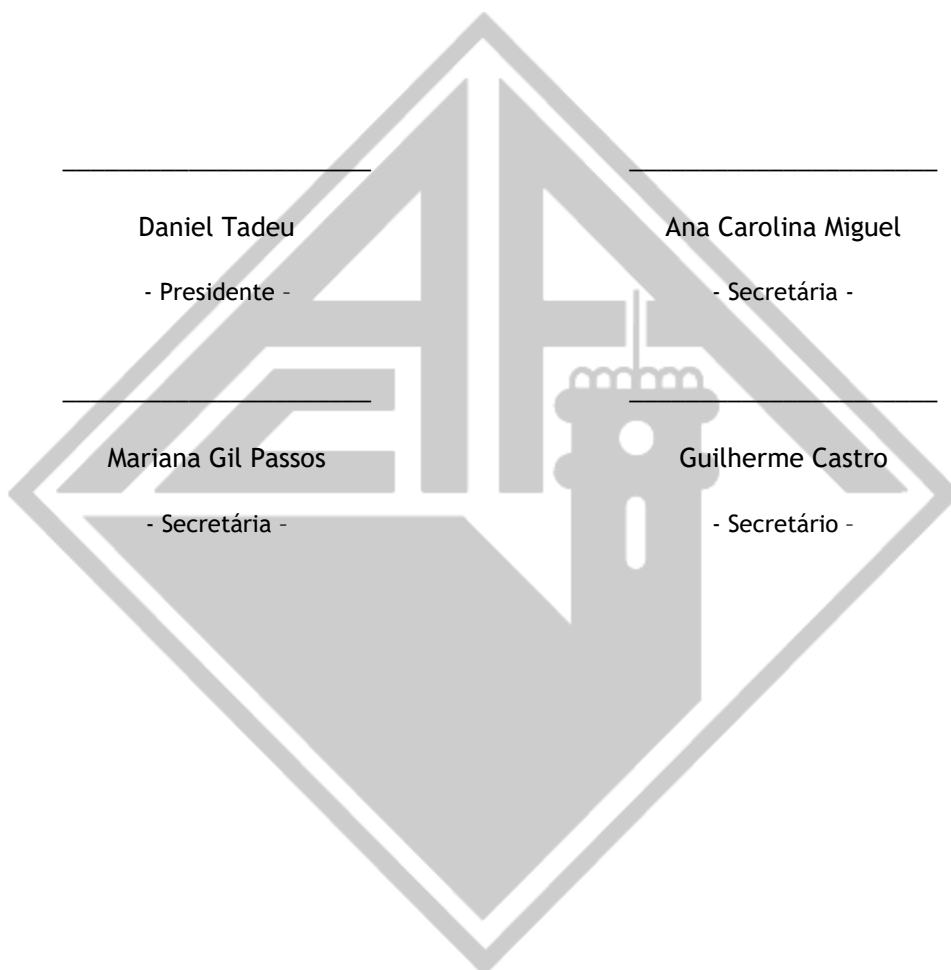 Daniel Tadeu
Ana Carolina Miguel
- Presidente –
- Secretária -
Mariana Gil Passos
Guilherme Castro
- Secretária –
- Secretário –